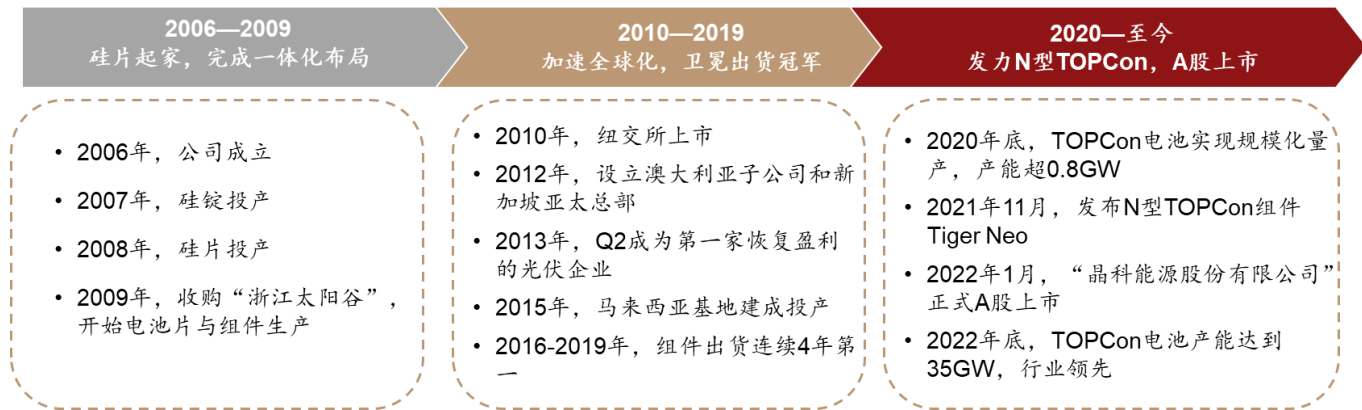 2006—2009
硅片起家，完成一体化布局
2010—2019
加速全球化，卫冕出货冠军
2020—至今
发力N型TOPCon，A股上市
• 2006年，公司成立
• 2007年，硅锭投产
• 2008年，硅片投产
• 2009年，收购“浙江太阳谷”，
开始电池片与组件生产
• 2010年，纽交所上市
• 2012年，设立澳大利亚子公司和新
加坡亚太总部
• 2013年，Q2成为第一家恢复盈利
的光伏企业
• 2015年，马来西亚基地建成投产
• 2016-2019年，组件出货连续4年第
一
• 2020年底，TOPCon电池实现规模化量
产，产能超0.8GW
• 2021年11月，发布N型TOPCon组件
Tiger Neo
• 2022年1月，“晶科能源股份有限公司”
正式A股上市
• 2022年底，TOPCon电池产能达到
35GW，行业领先